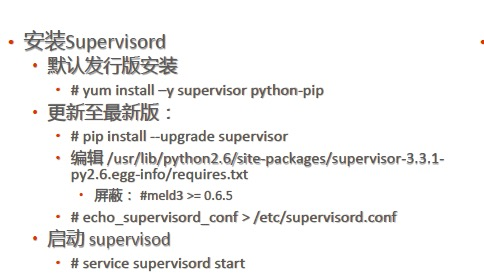 安装Supervisord
默认发行版安装
# yum install –y supervisor python-pip
更新至最新版：
# pip install --upgrade supervisor
编辑 /usr/lib/python2.6/site-packages/supervisor-3.3.1-
py2.6.egg-info/requires.txt
屏蔽： #meld3 >= 0.6.5
# echo_supervisord_conf > /etc/supervisord.conf
启动 supervisod
# service supervisord start